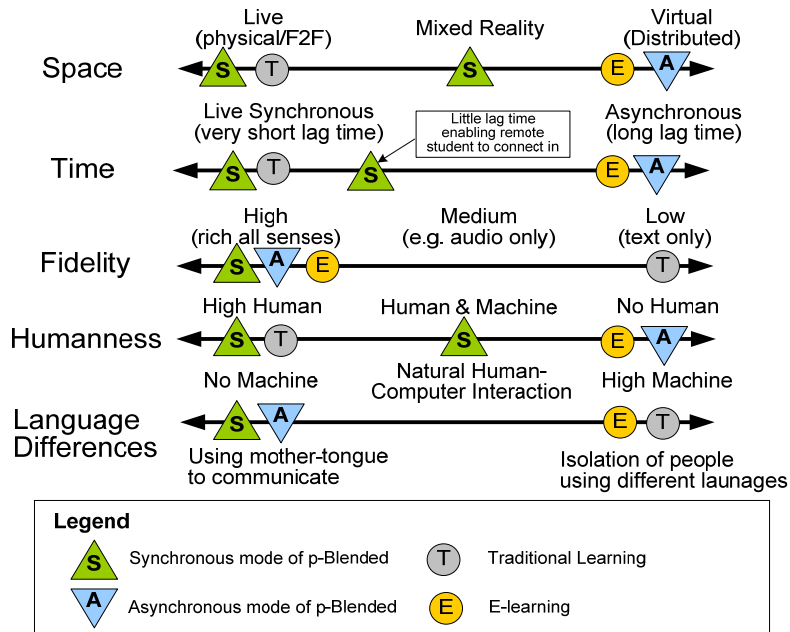 Live
(physical/F2F)
Mixed Reality
Virtual
(Distributed)
Space
S
T
S
E
A
Live Synchronous
(very short lag time)
Little lag time
enabling remote
student to connect in
Asynchronous
(long lag time)
Time
S
T
S
E
A
High
(rich all senses)
Medium
(e.g. audio only)
Low
(text only)
Fidelity
S
A
E
T
High Human
Human & Machine
No Human
Humanness
S
T
S
E
A
No Machine
Natural Human-
Computer Interaction
High Machine
Language
Differences
S
A
E
T
Using mother-tongue
to communicate
Isolation of people
using different launages
Legend
S Synchronous mode of p-Blended
T Traditional Learning
A Asynchronous mode of p-Blended
E E-learning